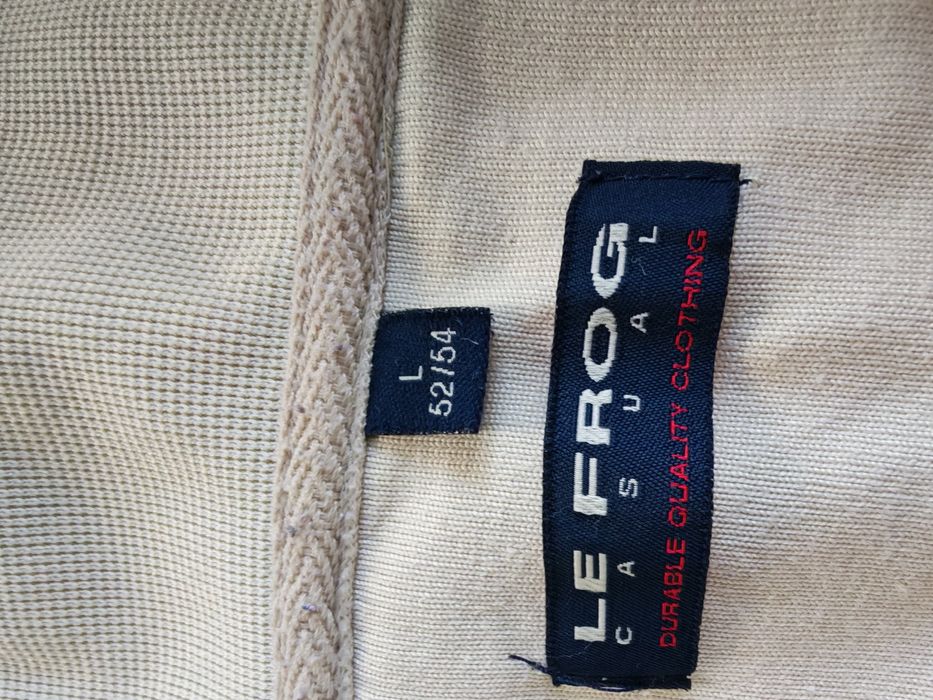 L
52/54
LE FROG
CASUAL
DURABLE QUALITY CLOTHING